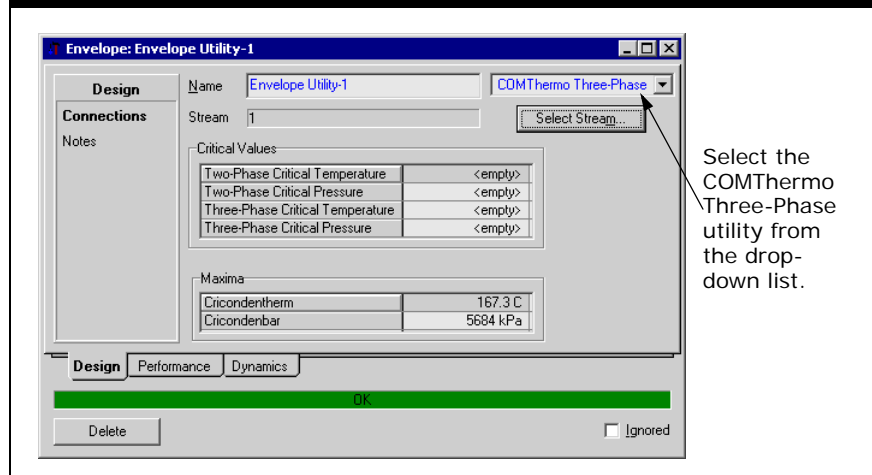 Envelope: Envelope Utility-1
Design
Connections
Notes
Name Envelope Utility-1 COMThermo Three-Phase
Stream 1 Select Stream...
Critical Values
Two-Phase Critical Temperature <empty>
Two-Phase Critical Pressure <empty>
Three-Phase Critical Temperature <empty>
Three-Phase Critical Pressure <empty>
Maxima
Cricondentherm 167.3 C
Cricondenbar 5684 kPa
Design Performance Dynamics
OK
Delete Ignored
Select the
COMThermo
Three-Phase
utility from
the drop-
down list.